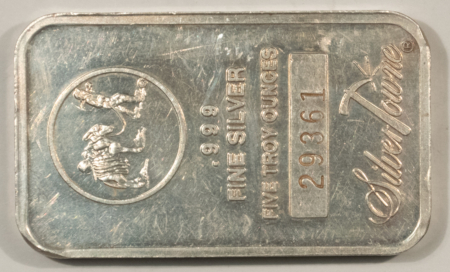 SilverTowne ©
29361
FIVE TROY OUNCES
FINE SILVER
.999